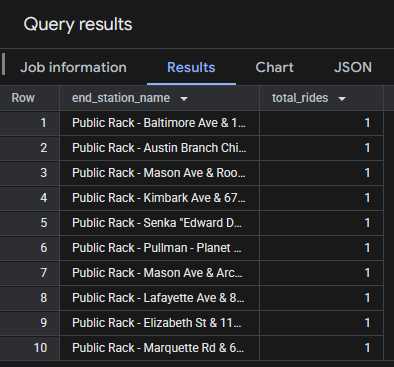 Query results
Job information Results Chart JSON
Row end_station_name total_rides
1 Public Rack - Baltimore Ave & 1... 1
2 Public Rack - Austin Branch Chi... 1
3 Public Rack - Mason Ave & Roo... 1
4 Public Rack - Kimbark Ave & 67... 1
5 Public Rack - Senka "Edward D... 1
6 Public Rack - Pullman - Planet ... 1
7 Public Rack - Mason Ave & Arc... 1
8 Public Rack - Lafayette Ave & 8... 1
9 Public Rack - Elizabeth St & 11... 1
10 Public Rack - Marquette Rd & 6... 1